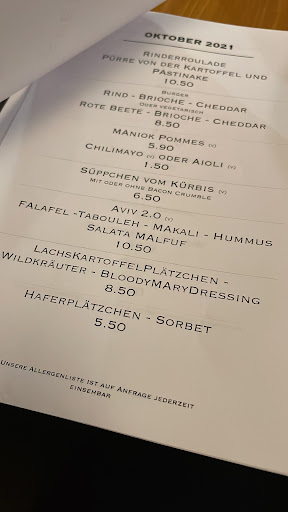 OKTOBER 2021
RINDERROULADE
PÜRRE VON DER KARTOFFEL UND
PASTINAKE
10.50
BURGER
RIND - BRIOCHE - CHEDDAR
ODER VEGETARISCH
ROTE BEETE - BRIOCHE - CHEDDAR
8.50
MANIOK POMMES (V)
5.90
CHILIMAYO (V) ODER AIOLI (V)
1.50
SÜPPCHEN VOM KÜRBIS (V)
MIT ODER OHNE BACON CRUMBLE
6.50
AVIV 2.0 (V)
FALAFEL -TABOULEH - MAKALI - HUMMUS
SALATA MALFUF
10.50
LACHSKARTOFFELPLÄTZCHEN -
WILDKRÄUTER - BLOODYMARYDRESSING
8.50
HAFERPLÄTZCHEN - SORBET
5.50
UNSERE ALLERGENLISTE IST AUF ANFRAGE JEDERZEIT
EINSEHBAR